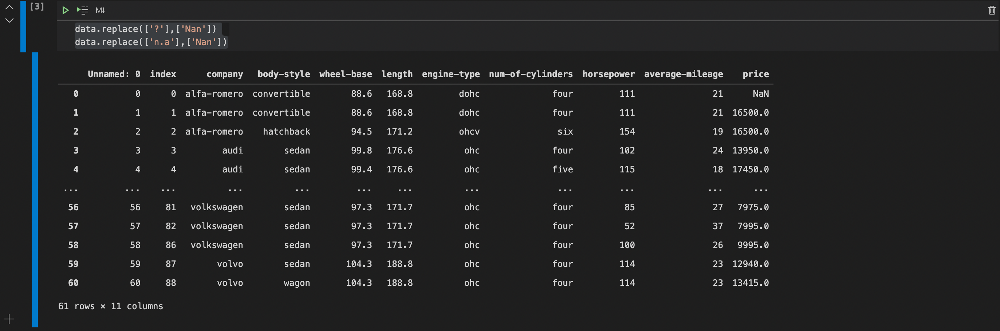 [3]
M↓
data.replace(['?'],['Nan'])
data.replace(['n.a'],['Nan'])
Unnamed: 0 index company body-style wheel-base length engine-type num-of-cylinders horsepower average-mileage price
0 0 0 alfa-romero convertible 88.6 168.8 dohc four 111 21 NaN
1 1 1 alfa-romero convertible 88.6 168.8 dohc four 111 21 16500.0
2 2 2 alfa-romero hatchback 94.5 171.2 ohcv six 154 19 16500.0
3 3 3 audi sedan 99.8 176.6 ohc four 102 24 13950.0
4 4 4 audi sedan 99.4 176.6 ohc five 115 18 17450.0
... ... ... ... ... ... ... ... ... ... ... ...
56 56 81 volkswagen sedan 97.3 171.7 ohc four 85 27 7975.0
57 57 82 volkswagen sedan 97.3 171.7 ohc four 52 37 7995.0
58 58 86 volkswagen sedan 97.3 171.7 ohc four 100 26 9995.0
59 59 87 volvo sedan 104.3 188.8 ohc four 114 23 12940.0
60 60 88 volvo wagon 104.3 188.8 ohc four 114 23 13415.0
61 rows × 11 columns